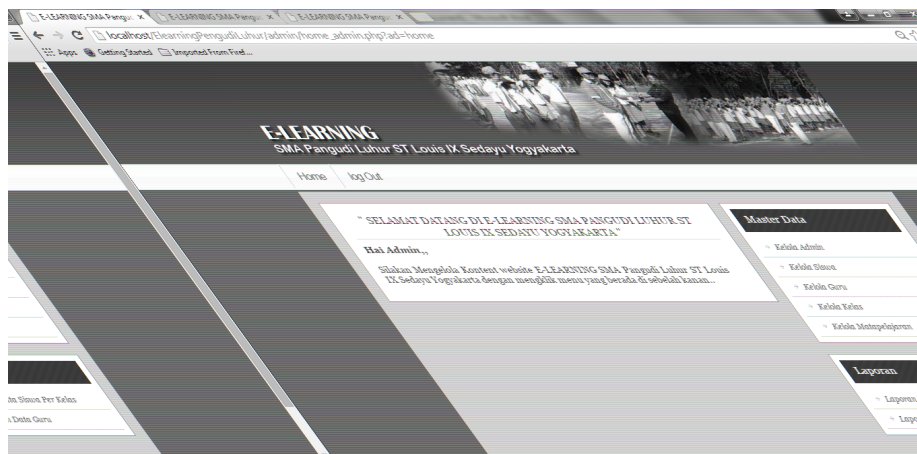 E-LEARNING SMA Pangu
E-LEARNING SMA Pangu
E-LEARNING SMA Pangu
localhost/ElearningPengudiLuhur/admin/home_admin.php?ad=home
Apps Getting Started Imported From Firef...
E-LEARNING
SMA Pangudi Luhur ST Louis IX Sedayu Yogyakarta
Home log Out
" SELAMAT DATANG DI E-LEARNING SMA PANGUDI LUHUR ST
LOUIS IX SEDAYU YOGYAKARTA"
Hai Admin,,
Silakan Mengelola Kontent website E-LEARNING SMA Pangudi Luhur ST Louis
IX Sedayu Yogyakarta dengan mengklik menu yang berada di sebelah kanan...
Master Data
Kelola Admin
Kelola Siswa
Kelola Guru
Kelola Kelas
Kelola Matapelajaran
Laporan
Laporan
Lapo
ta Siswa Per Kelas
Data Guru